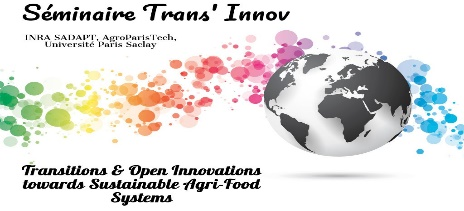 Séminaire Trans' Innov
INRA SADAPT, AgroParisTech,
Université Paris Saclay
Transitions & Open Innovations
towards Sustainable Agri-Food
Systems